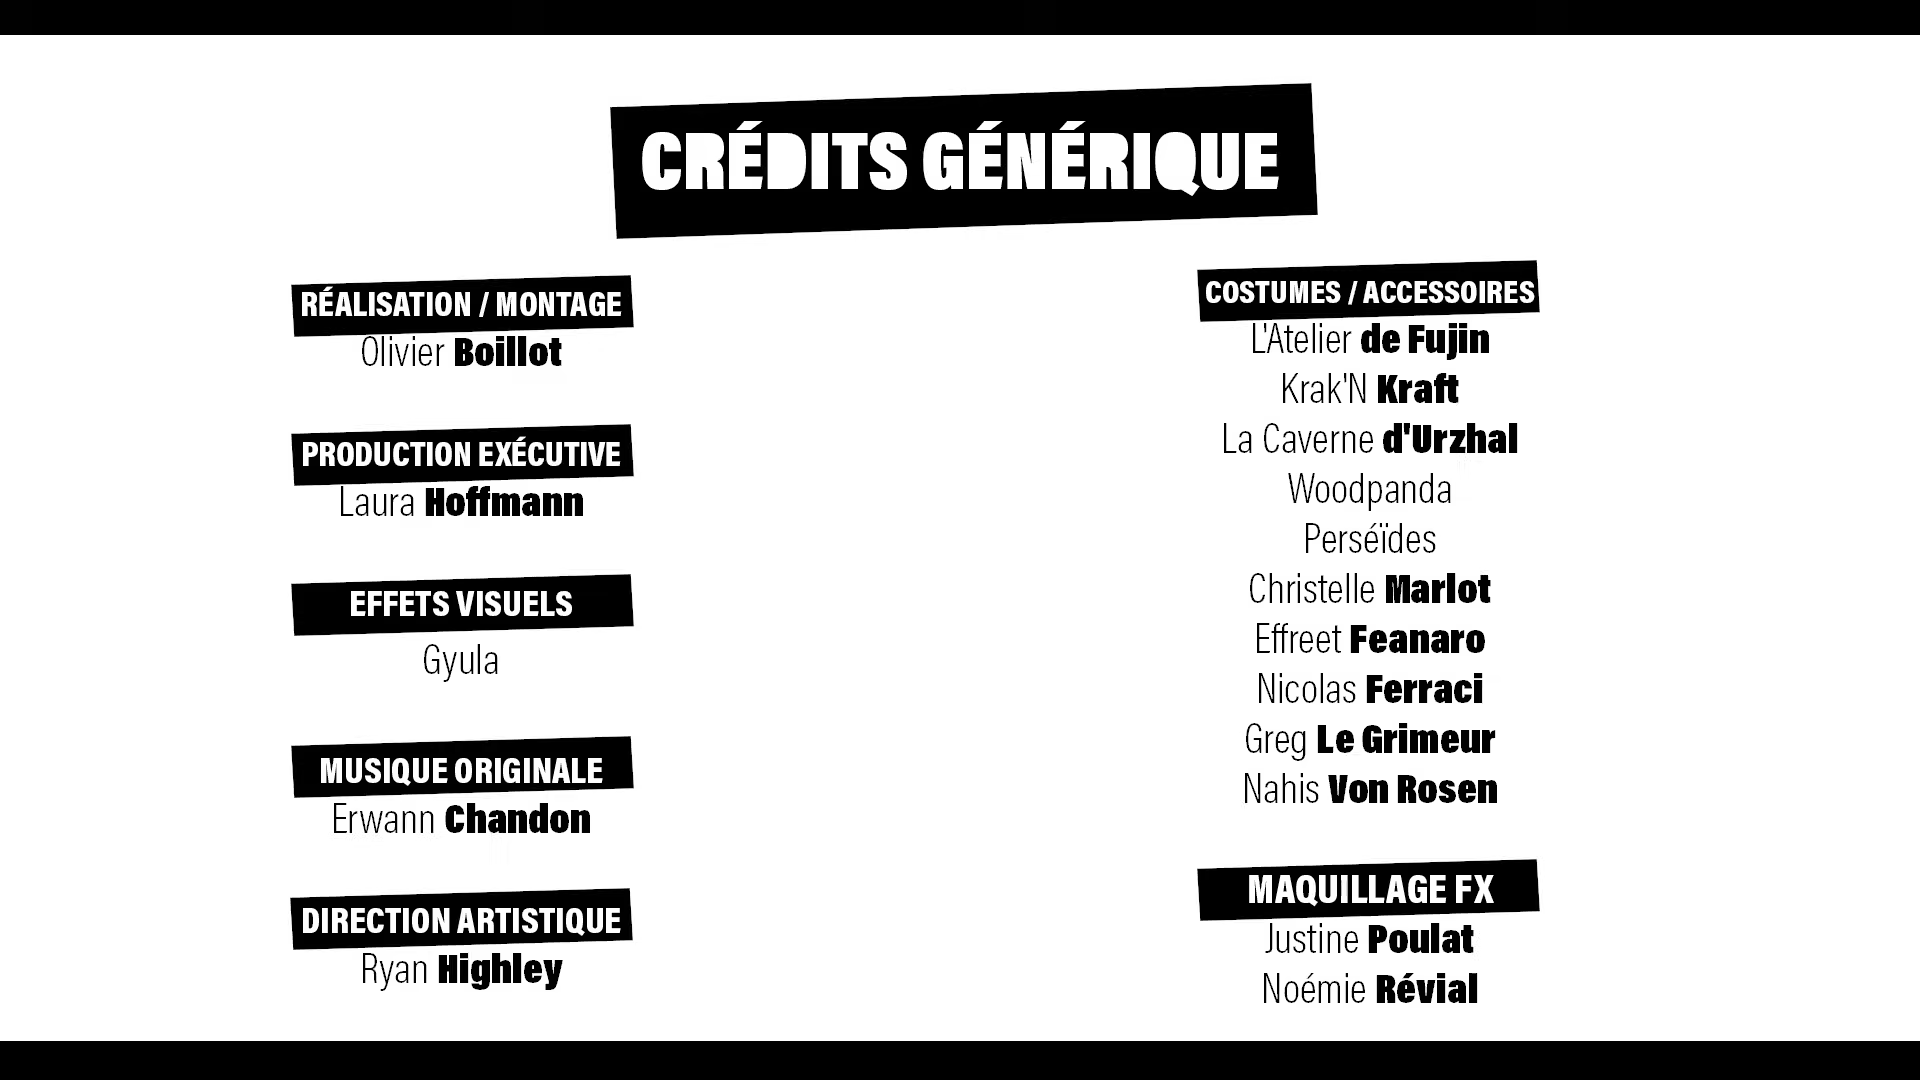 CRÉDITS GÉNÉRIQUE
RÉALISATION / MONTAGE
Olivier Boillot
PRODUCTION EXÉCUTIVE
Laura Hoffmann
EFFETS VISUELS
Gyula
MUSIQUE ORIGINALE
Erwann Chandon
DIRECTION ARTISTIQUE
Ryan Highley
COSTUMES / ACCESSOIRES
L'Atelier de Fujin
Krak'N Kraft
La Caverne d'Urzhal
Woodpanda
Perséïdes
Christelle Marlot
Effreet Feanaro
Nicolas Ferraci
Greg Le Grimeur
Nahis Von Rosen
MAQUILLAGE FX
Justine Poulat
Noémie Révial